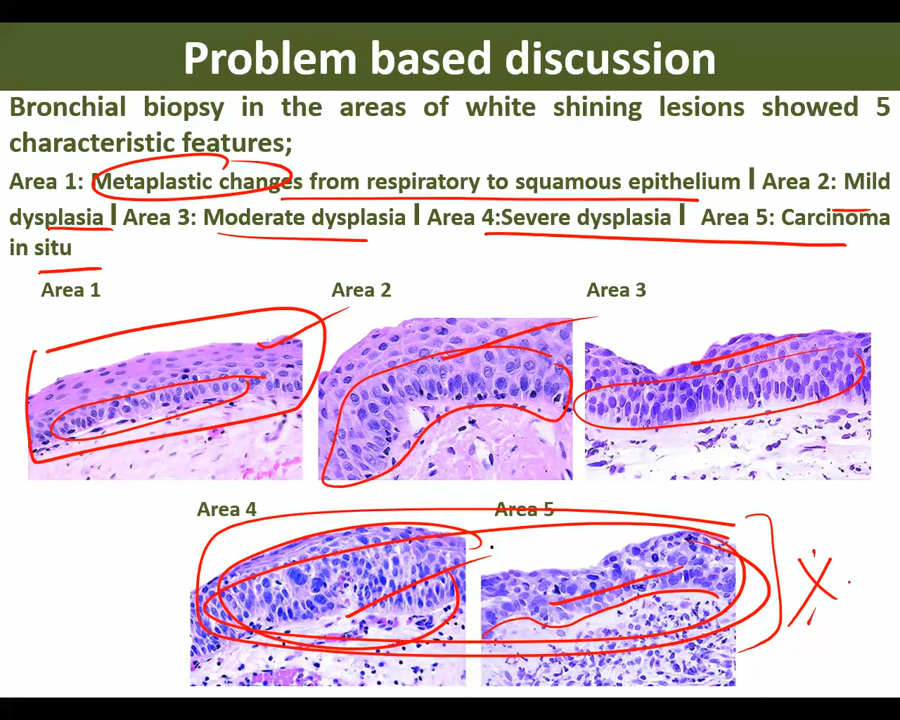 Problem based discussion
Bronchial biopsy in the areas of white shining lesions showed 5
characteristic features;
Area 1: Metaplastic changes from respiratory to squamous epithelium l Area 2: Mild
dysplasia l Area 3: Moderate dysplasia l Area 4:Severe dysplasia l Area 5: Carcinoma
in situ
Area 1 Area 2 Area 3
Area 4 Area 5